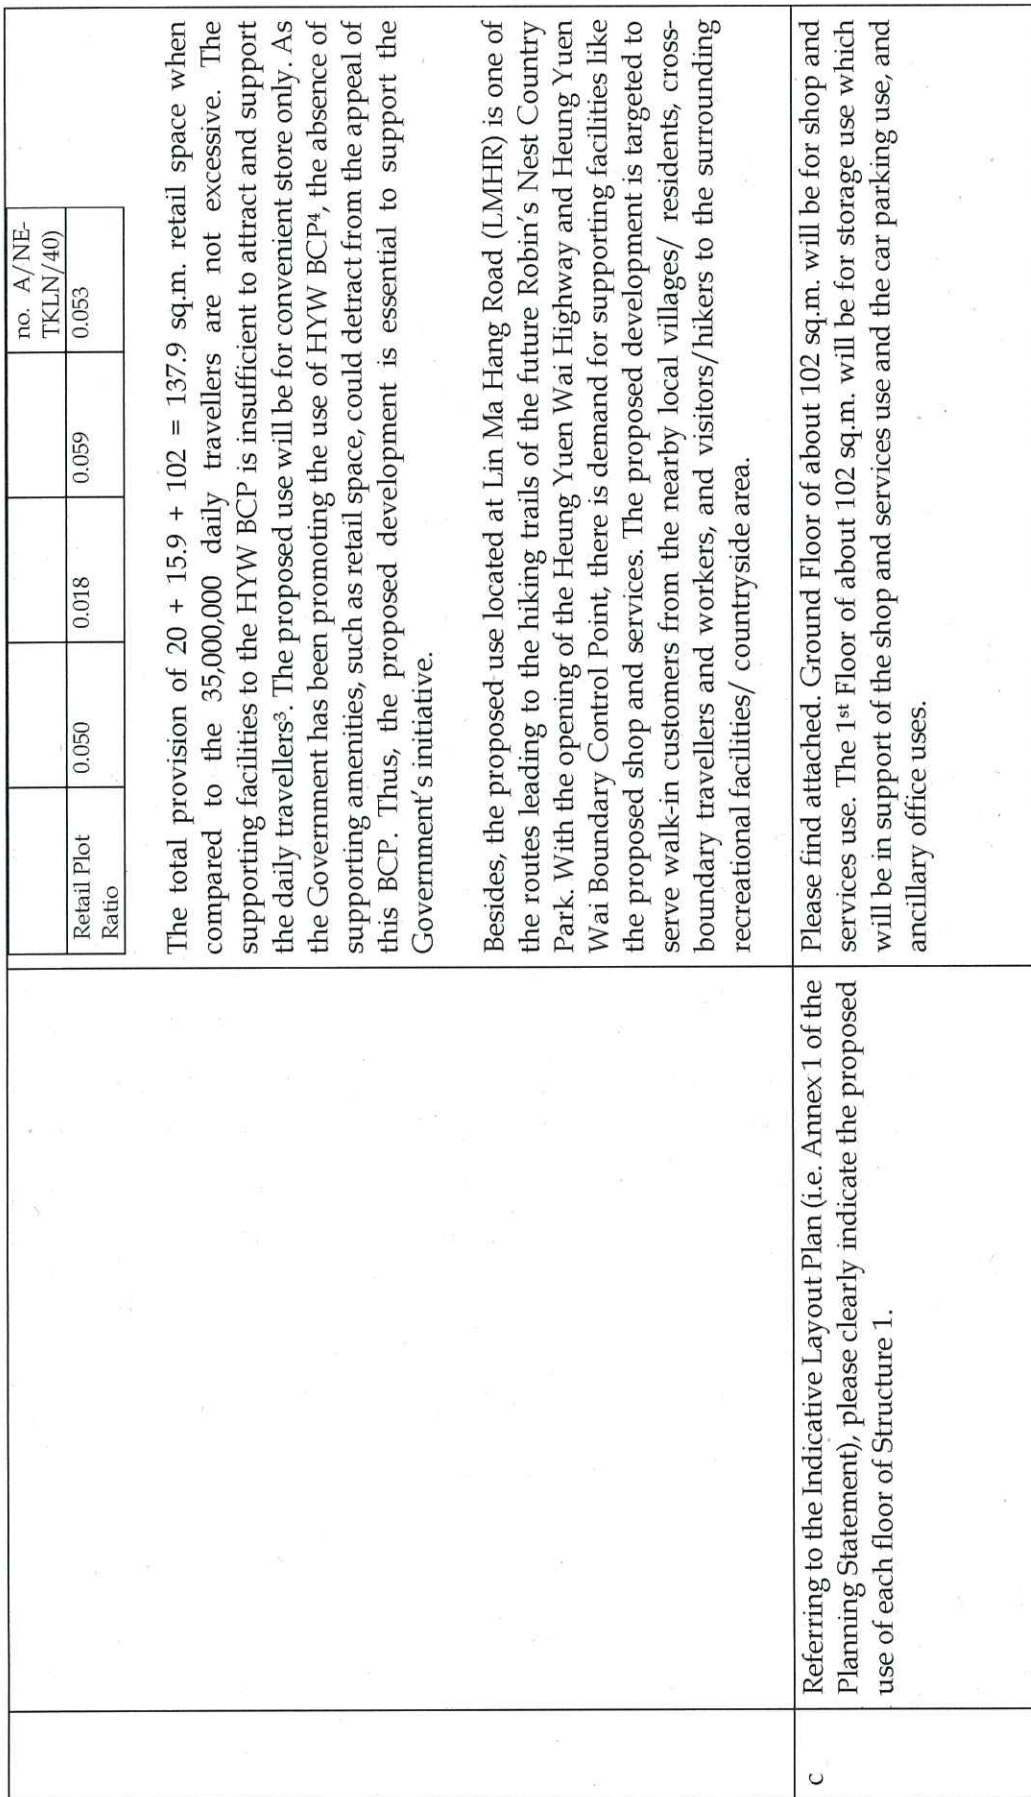 no. A/NE-
TKLN/40)
Retail Plot
Ratio
0.050
0.018
0.059
0.053
The total provision of 20 + 15.9 + 102 = 137.9 sq.m. retail space when
compared to the 35,000,000 daily travellers are not excessive. The
supporting facilities to the HYW BCP is insufficient to attract and support
the daily travellers³. The proposed use will be for convenient store only. As
the Government has been promoting the use of HYW BCP⁴, the absence of
supporting amenities, such as retail space, could detract from the appeal of
this BCP. Thus, the proposed development is essential to support the
Government's initiative.
Besides, the proposed use located at Lin Ma Hang Road (LMHR) is one of
the routes leading to the hiking trails of the future Robin's Nest Country
Park. With the opening of the Heung Yuen Wai Highway and Heung Yuen
Wai Boundary Control Point, there is demand for supporting facilities like
the proposed shop and services. The proposed development is targeted to
serve walk-in customers from the nearby local villages/ residents, cross-
boundary travellers and workers, and visitors/hikers to the surrounding
recreational facilities/ countryside area.
c
Referring to the Indicative Layout Plan (i.e. Annex 1 of the
Planning Statement), please clearly indicate the proposed
use of each floor of Structure 1.
Please find attached. Ground Floor of about 102 sq.m. will be for shop and
services use. The 1st Floor of about 102 sq.m. will be for storage use which
will be in support of the shop and services use and the car parking use, and
ancillary office uses.